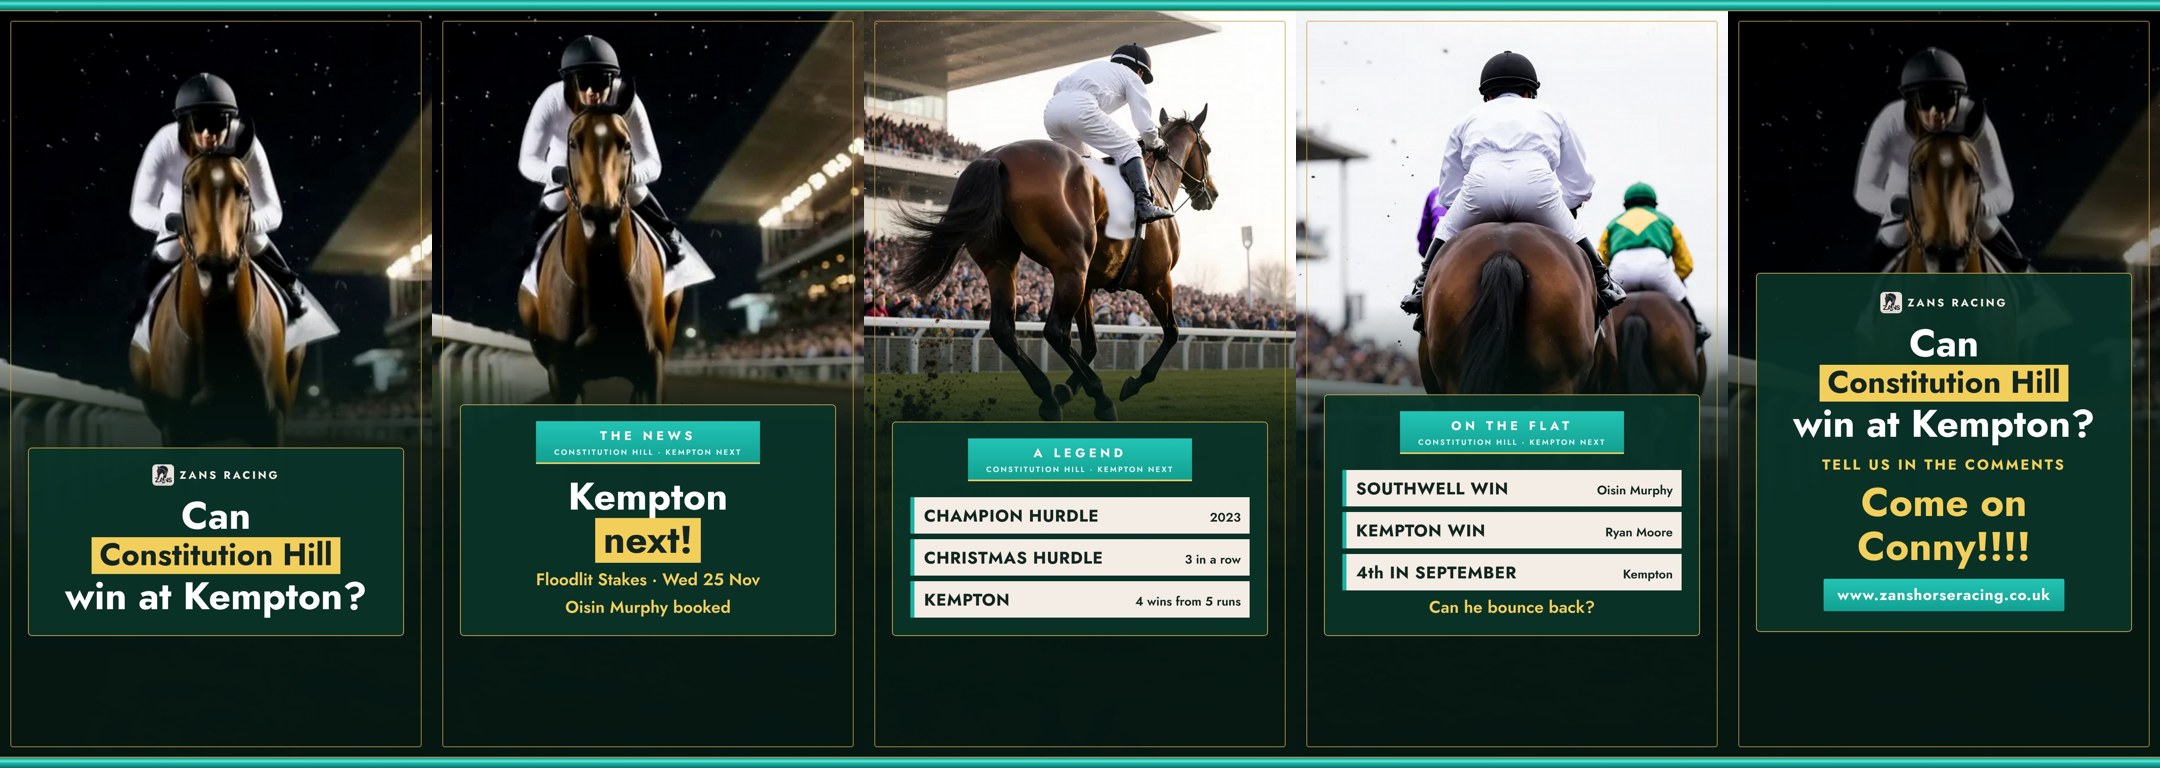 ZANS RACING
Can
Constitution Hill
win at Kempton?
THE NEWS
CONSTITUTION HILL · KEMPTON NEXT
Kempton
next!
Floodlit Stakes · Wed 25 Nov
Oisin Murphy booked
A LEGEND
CONSTITUTION HILL · KEMPTON NEXT
CHAMPION HURDLE 2023
CHRISTMAS HURDLE 3 in a row
KEMPTON 4 wins from 5 runs
ON THE FLAT
CONSTITUTION HILL · KEMPTON NEXT
SOUTHWELL WIN Oisin Murphy
KEMPTON WIN Ryan Moore
4th IN SEPTEMBER Kempton
Can he bounce back?
ZANS RACING
Can
Constitution Hill
win at Kempton?
TELL US IN THE COMMENTS
Come on
Conny!!!!
www.zanshorseracing.co.uk